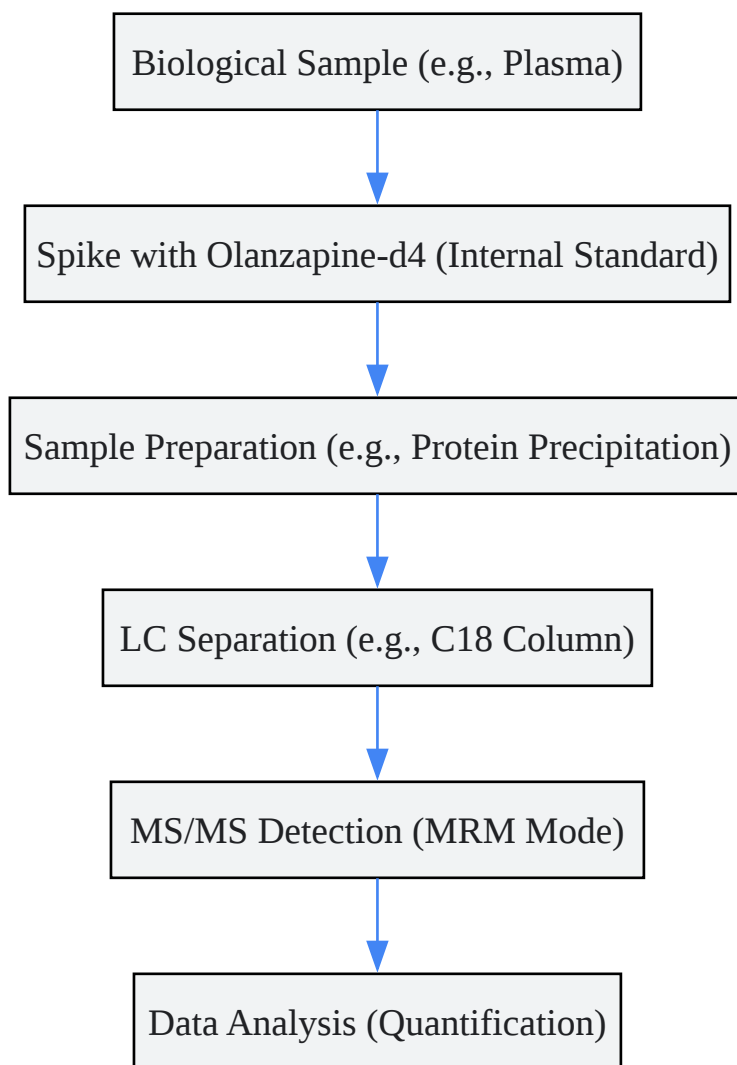 Biological Sample (e.g., Plasma)
Spike with Olanzapine-d4 (Internal Standard)
Sample Preparation (e.g., Protein Precipitation)
LC Separation (e.g., C18 Column)
MS/MS Detection (MRM Mode)
Data Analysis (Quantification)